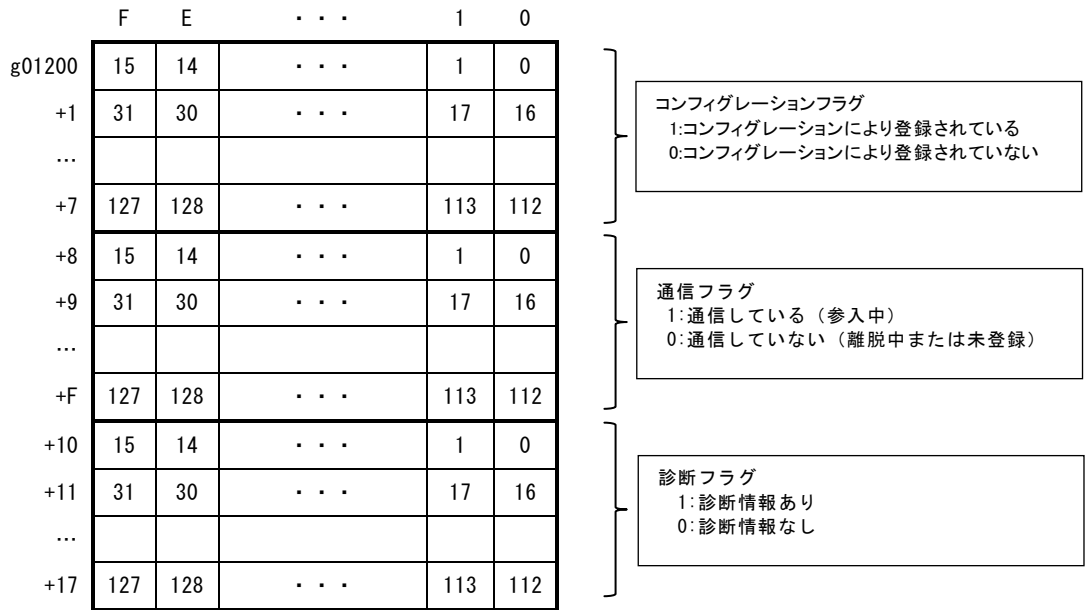 F E ・・・ 1 0
g01200 15 14 ・・・ 1 0
+1 31 30 ・・・ 17 16
…
+7 127 128 ・・・ 113 112
+8 15 14 ・・・ 1 0
+9 31 30 ・・・ 17 16
…
+F 127 128 ・・・ 113 112
+10 15 14 ・・・ 1 0
+11 31 30 ・・・ 17 16
…
+17 127 128 ・・・ 113 112
コンフィグレーションフラグ
1:コンフィグレーションにより登録されている
0:コンフィグレーションにより登録されていない
通信フラグ
1:通信している（参入中）
0:通信していない（離脱中または未登録）
診断フラグ
1:診断情報あり
0:診断情報なし